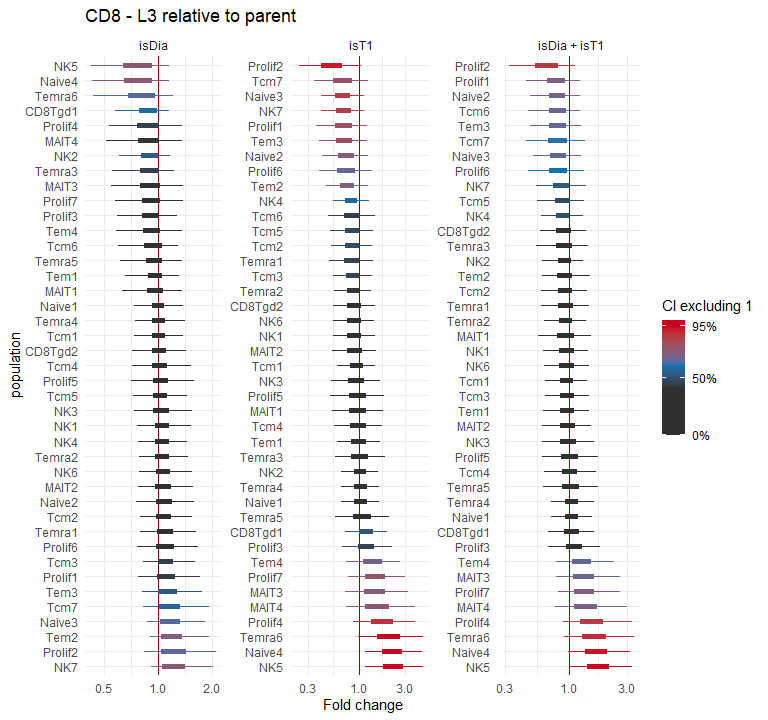 CD8 - L3 relative to parent
isDia
NK5
Naive4
Temra6
CD8Tgd1
Prolif4
MAIT4
NK2
Temra3
MAIT3
Prolif7
Prolif3
Tem4
Tcm6
Temra5
Tem1
MAIT1
Naive1
Temra4
Tcm1
CD8Tgd2
Tcm4
Prolif5
Tcm5
NK3
NK1
NK4
Temra2
NK6
MAIT2
Naive2
Tcm2
Temra1
Prolif6
Tcm3
Prolif1
Tem3
Tcm7
Naive3
Tem2
Prolif2
NK7
0.5 1.0 2.0
isT1
Prolif2
Tcm7
Naive3
NK7
Prolif1
Tem3
Naive2
Prolif6
Tem2
NK4
Tcm6
Tcm5
Tcm2
Temra1
Tcm3
Temra2
CD8Tgd2
NK6
NK1
MAIT2
Tcm1
NK3
Prolif5
MAIT1
Tcm4
Tem1
Temra3
NK2
Temra4
Naive1
Temra5
CD8Tgd1
Prolif3
Tem4
Prolif7
MAIT3
MAIT4
Prolif4
Temra6
Naive4
NK5
0.3 1.0 3.0
isDia + isT1
Prolif2
Prolif1
Naive2
Tcm6
Tem3
Tcm7
Naive3
Prolif6
NK7
Tcm5
NK4
CD8Tgd2
Temra3
NK2
Tem2
Tcm2
Temra1
Temra2
MAIT1
NK1
NK6
Tcm1
Tcm3
Tem1
MAIT2
NK3
Prolif5
Tcm4
Temra5
Temra4
Naive1
CD8Tgd1
Prolif3
Tem4
MAIT3
Prolif7
MAIT4
Prolif4
Temra6
Naive4
NK5
0.3 1.0 3.0
population
Fold change
CI excluding 1
95%
50%
0%